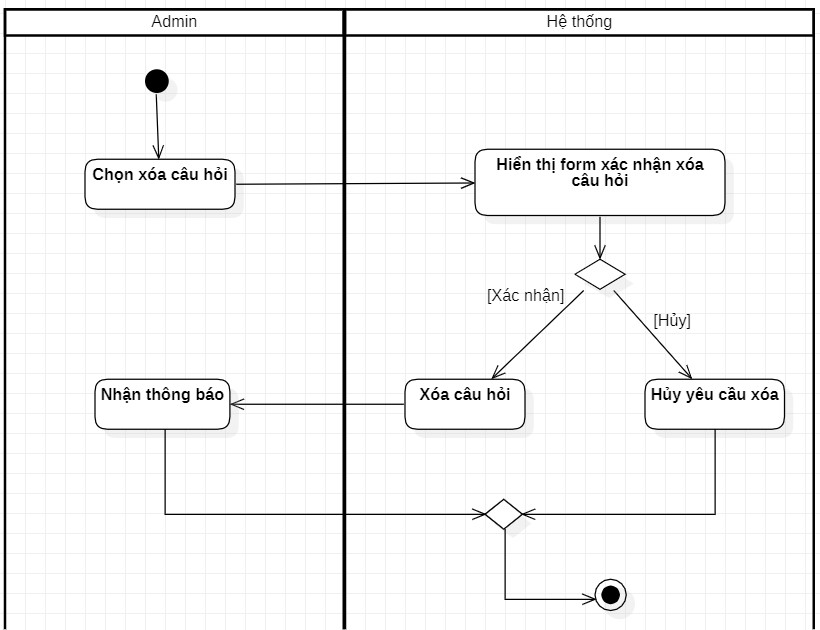 Admin
Hệ thống
Chọn xóa câu hỏi
Hiển thị form xác nhận xóa
câu hỏi
[Xác nhận]
[Hủy]
Nhận thông báo
Xóa câu hỏi
Hủy yêu cầu xóa